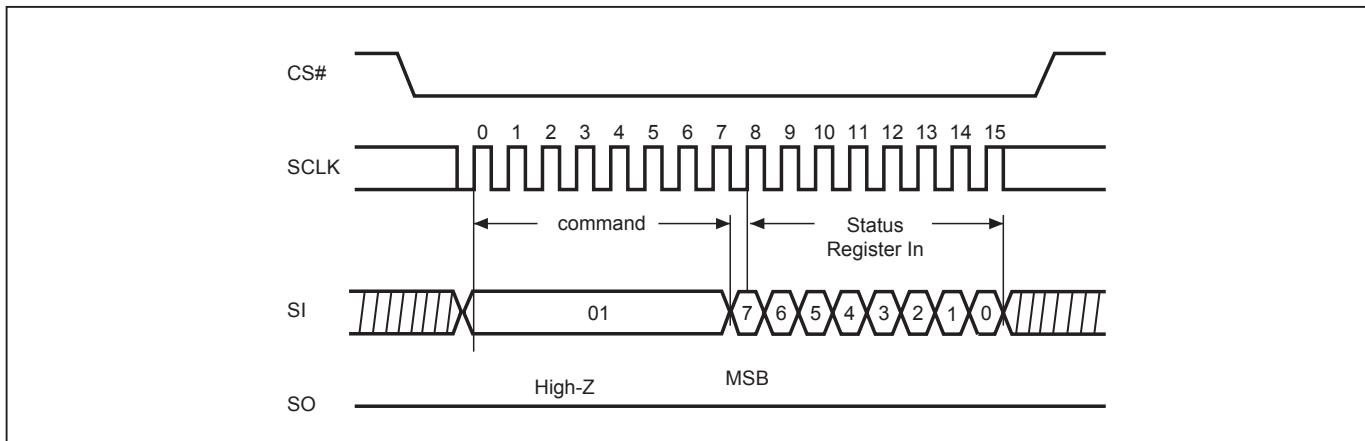 CS#
0 1 2 3 4 5 6 7 8 9 10 11 12 13 14 15
SCLK
command
Status
Register In
SI
01
7 6 5 4 3 2 1 0
High-Z
MSB
SO